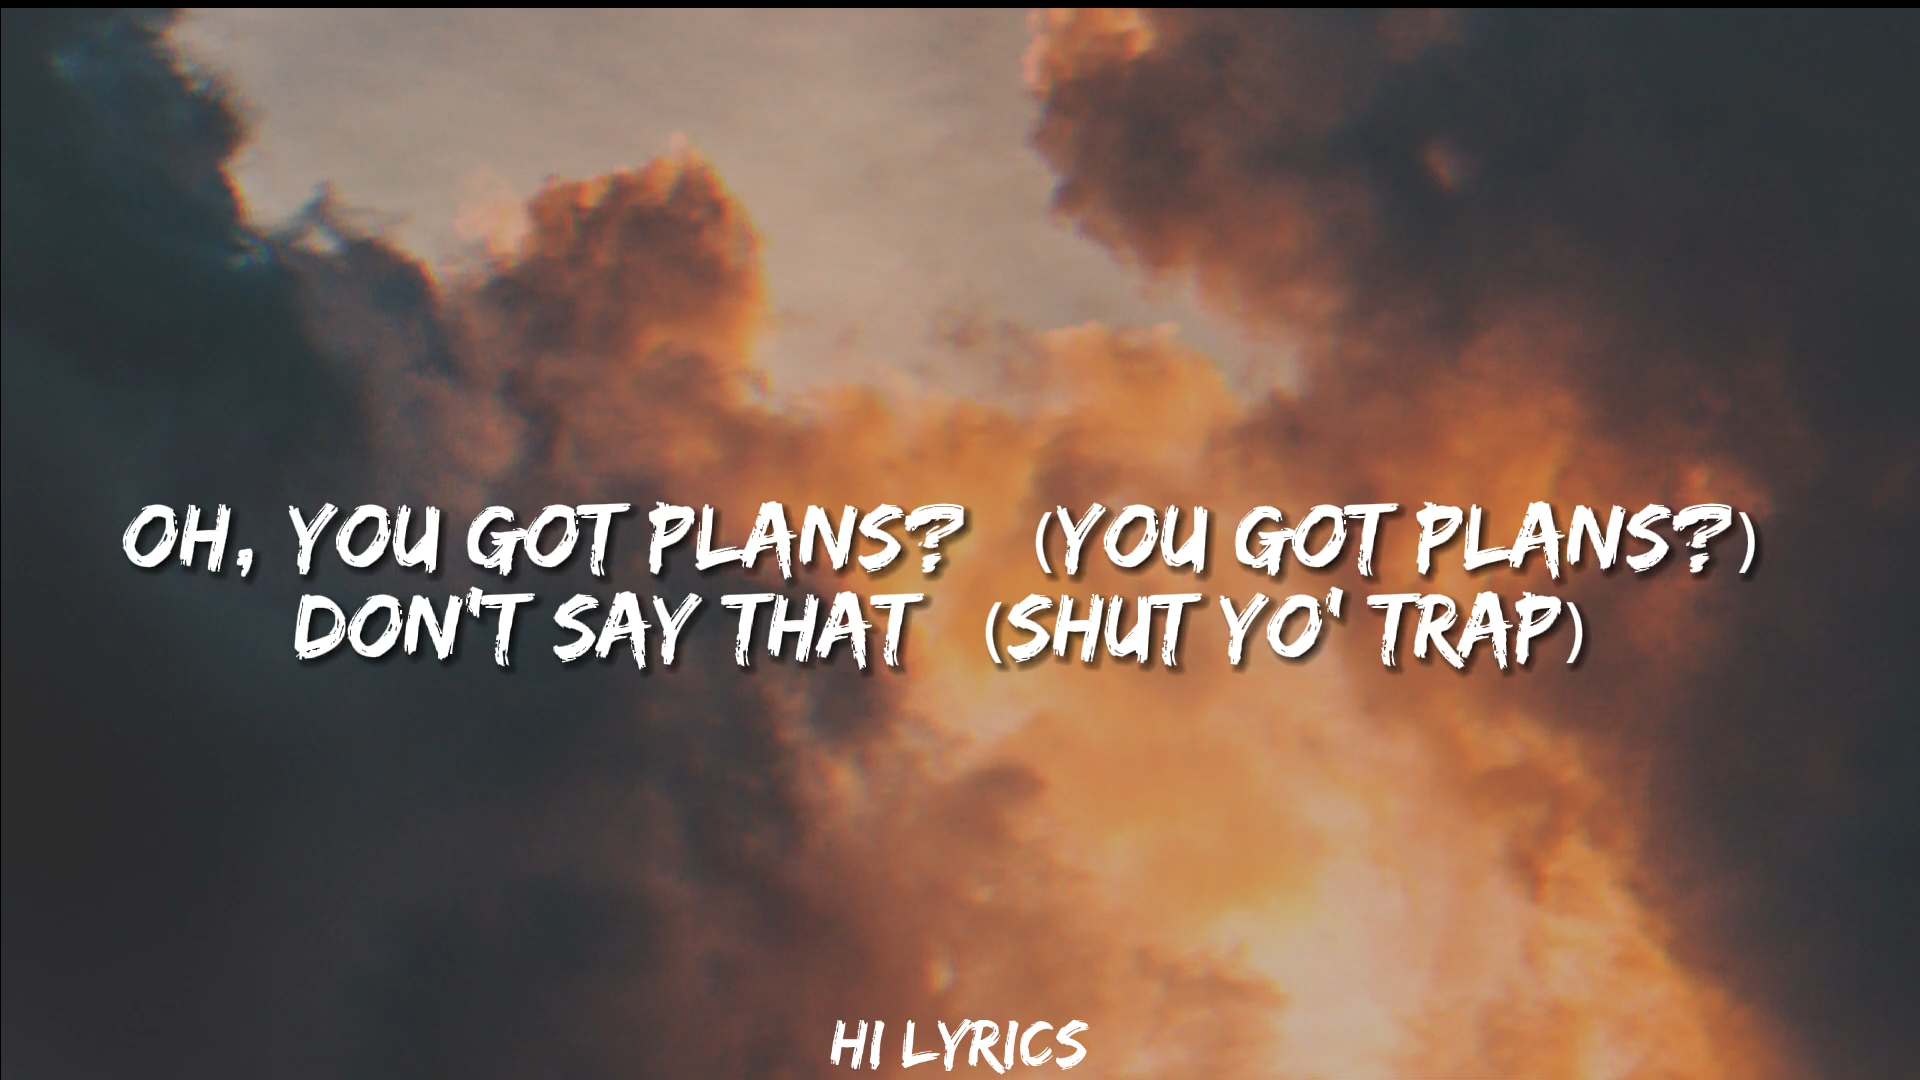 OH, YOU GOT PLANS? (YOU GOT PLANS?)
DON'T SAY THAT (SHUT YO' TRAP)
HI LYRICS